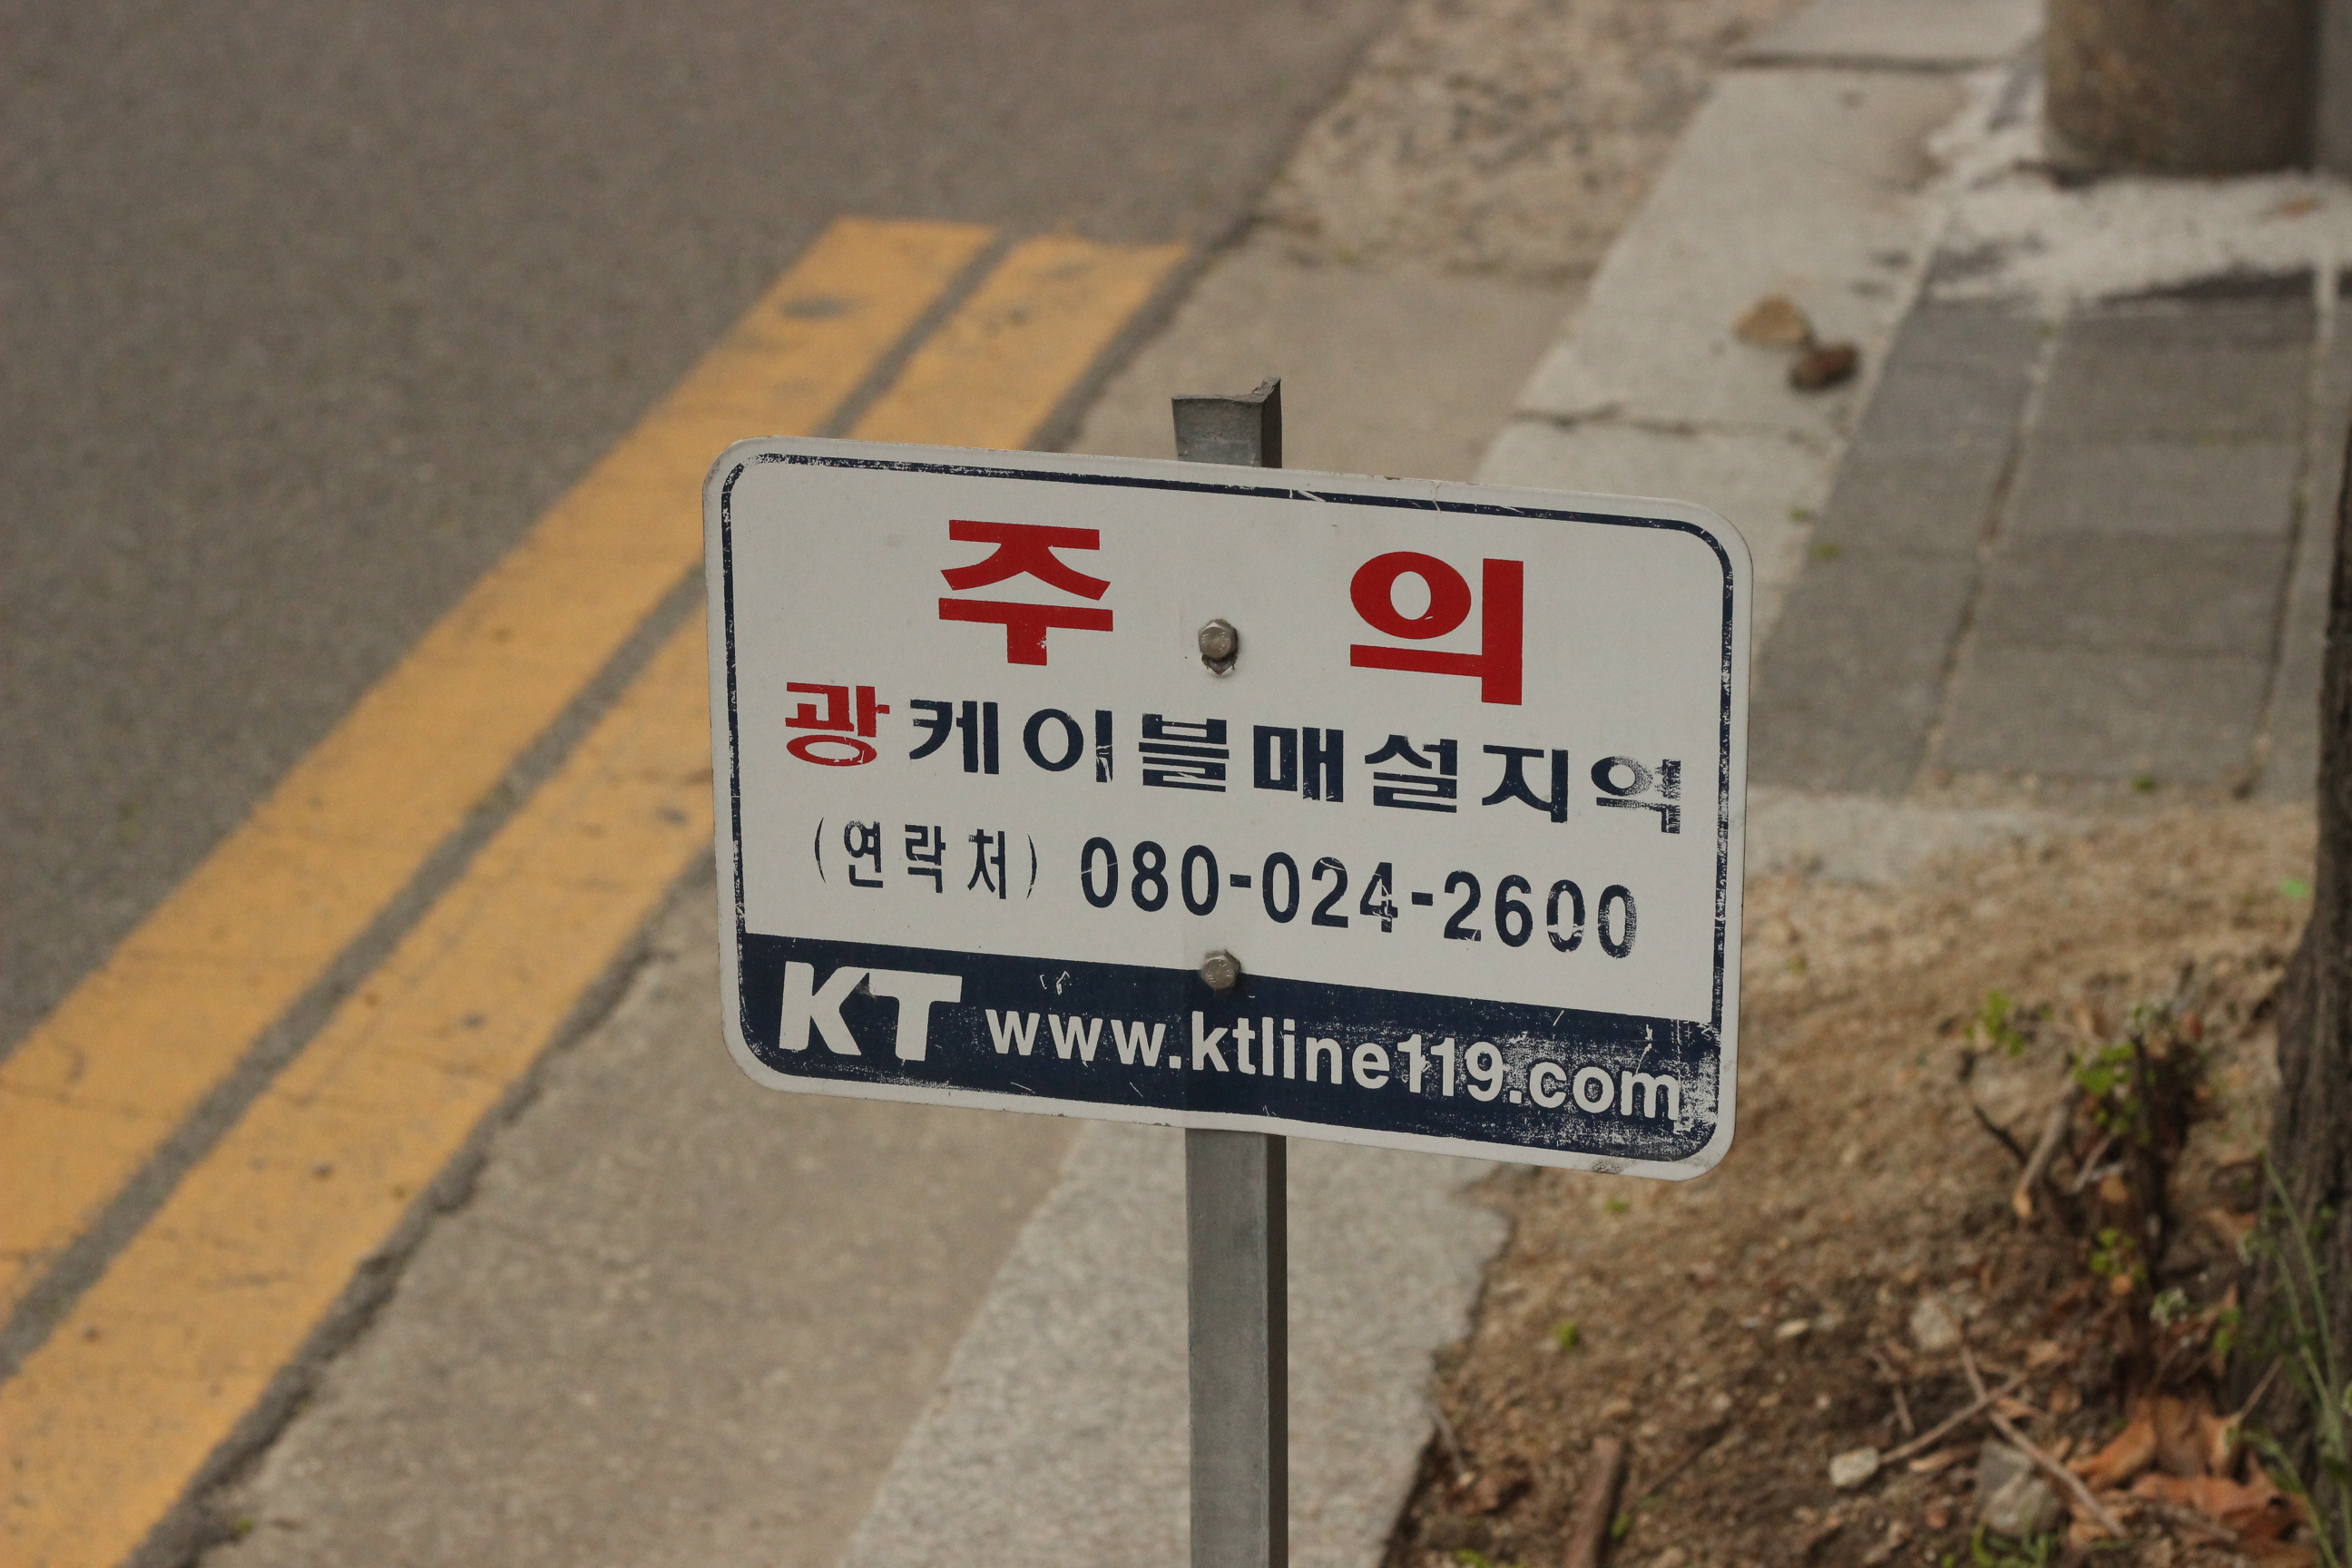 주 의
광케이블매설지역
(연락처) 080-024-2600
KT www.ktline119.com